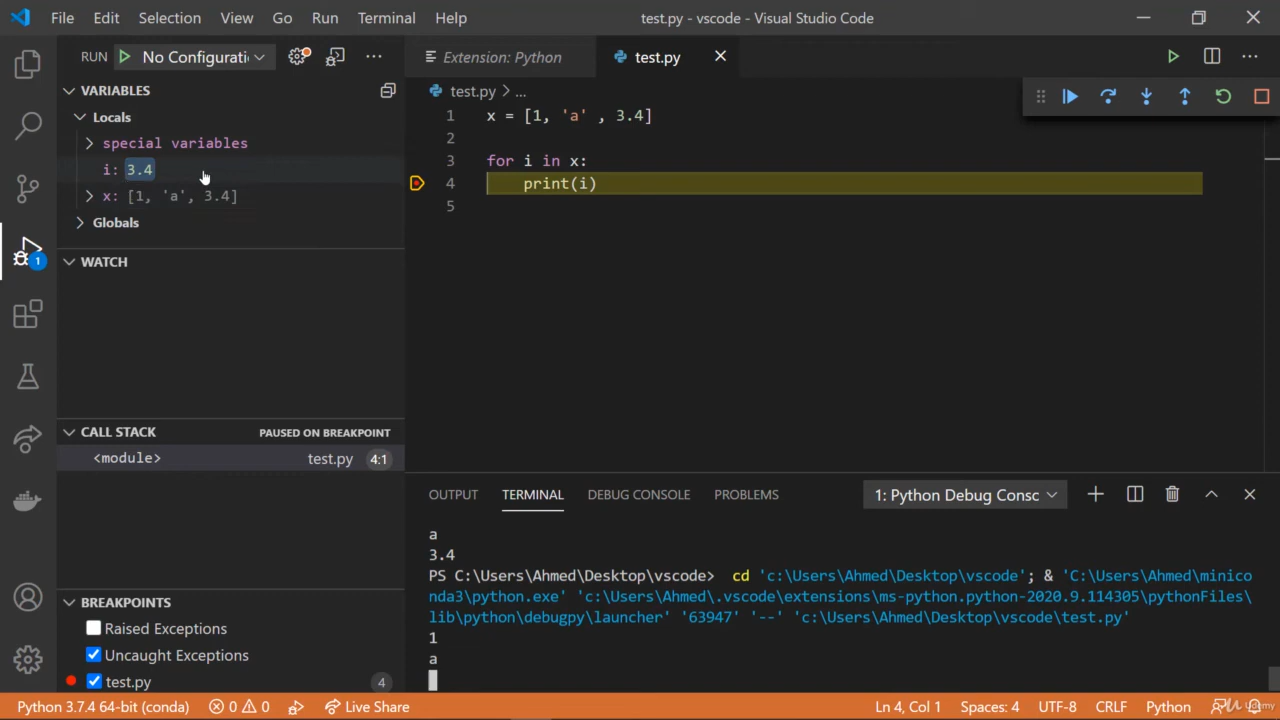 File Edit Selection View Go Run Terminal Help
test.py - vscode - Visual Studio Code
RUN No Configurati
VARIABLES
Locals
special variables
i: 3.4
x: [1, 'a', 3.4]
Globals
WATCH
CALL STACK PAUSED ON BREAKPOINT
<module> test.py 4:1
BREAKPOINTS
Raised Exceptions
Uncaught Exceptions
test.py 4
1
Extension: Python test.py
test.py > ...
1 x = [1, 'a' , 3.4]
2
3 for i in x:
4 print(i)
5
OUTPUT TERMINAL DEBUG CONSOLE PROBLEMS 1: Python Debug Consc
a
3.4
PS C:\Users\Ahmed\Desktop\vscode> cd 'c:\Users\Ahmed\Desktop\vscode'; & 'C:\Users\Ahmed\minico
nda3\python.exe' 'c:\Users\Ahmed\.vscode\extensions\ms-python.python-2020.9.114305\pythonFiles\
lib\python\debugpy\launcher' '63947' '--' 'c:\Users\Ahmed\Desktop\vscode\test.py'
1
a
Python 3.7.4 64-bit (conda) 0 0 Live Share Ln 4, Col 1 Spaces: 4 UTF-8 CRLF Python
Udemy